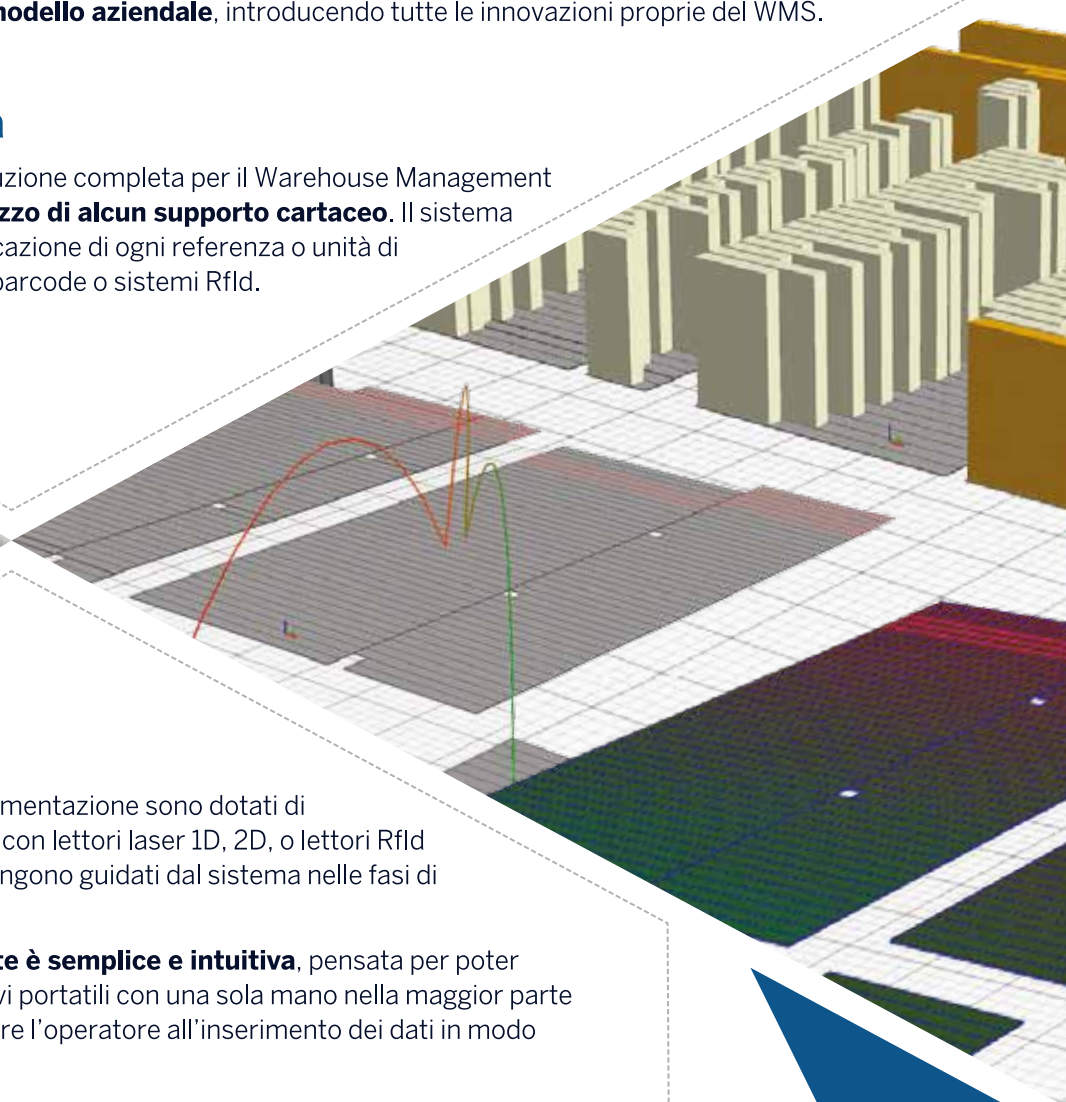 modello aziendale, introducendo tutte le innovazioni proprie del WMS.
uzione completa per il Warehouse Management
zzo di alcun supporto cartaceo. Il sistema
cazione di ogni referenza o unità di
barcode o sistemi RfId.
mentazione sono dotati di
con lettori laser 1D, 2D, o lettori RfId
ngono guidati dal sistema nelle fasi di
te è semplice e intuitiva, pensata per poter
vi portatili con una sola mano nella maggior parte
re l’operatore all’inserimento dei dati in modo